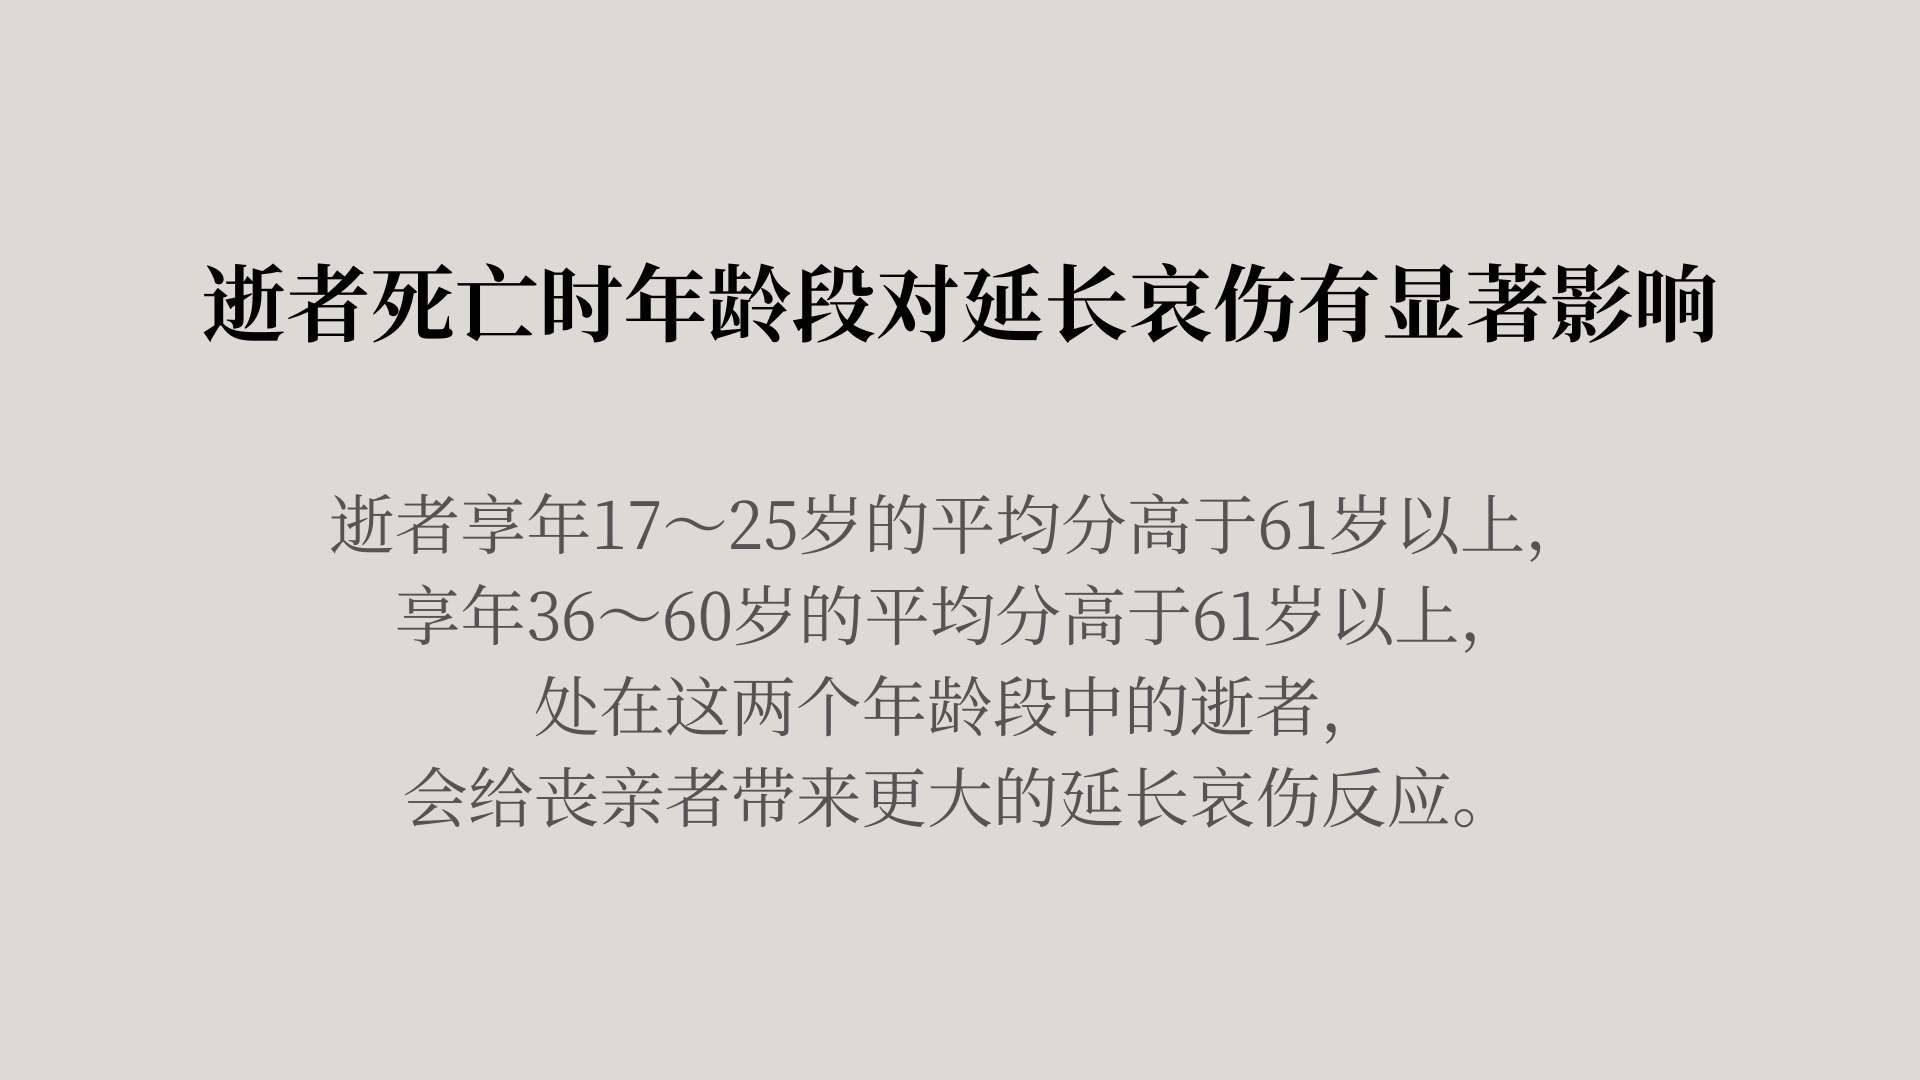 逝者死亡时年龄段对延长哀伤有显著影响
逝者享年17～25岁的平均分高于61岁以上，
享年36～60岁的平均分高于61岁以上，
处在这两个年龄段中的逝者，
会给丧亲者带来更大的延长哀伤反应。